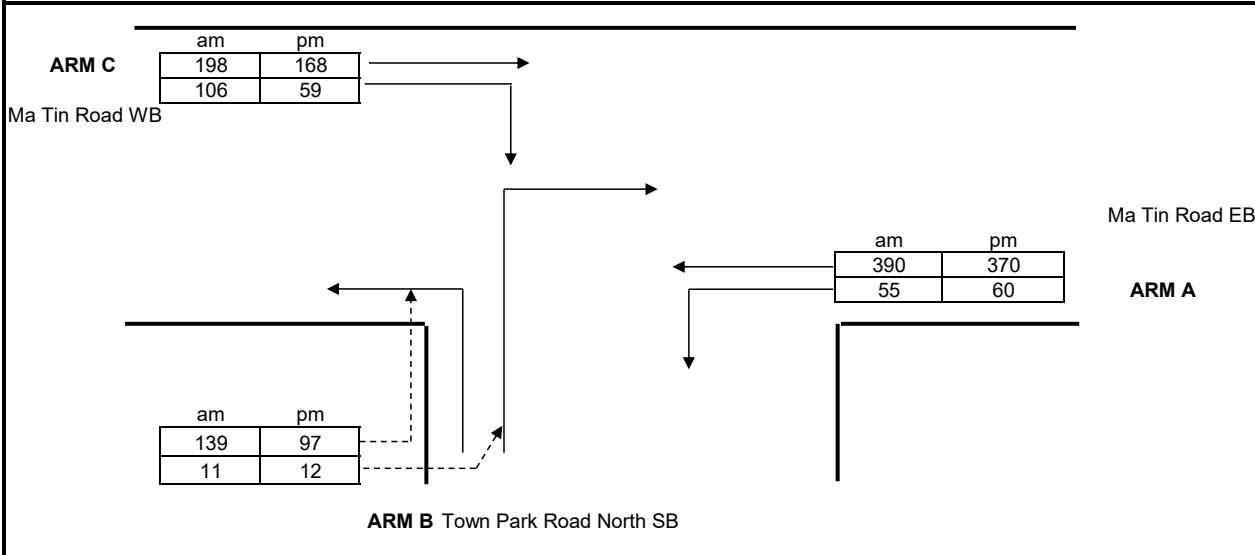 am pm
ARM C 198 168
106 59
Ma Tin Road WB
Ma Tin Road EB
am pm
390 370
55 60 ARM A
am pm
139 97
11 12
ARM B Town Park Road North SB